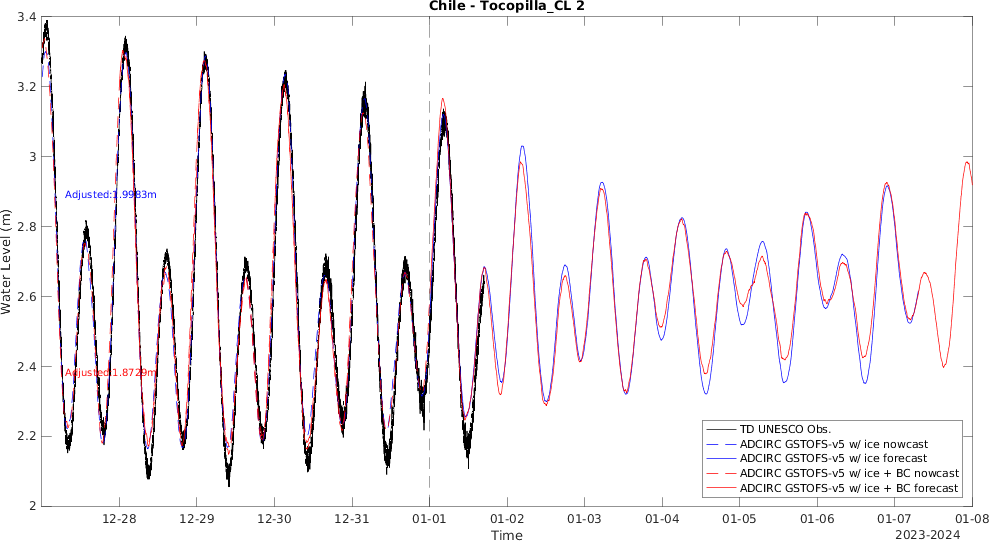 Chile - Tocopilla_CL 2
3.4
3.2
3
2.8
2.6
2.4
2.2
2
Water Level (m)
Adjusted:1.9983m
Adjusted:1.8729m
TD UNESCO Obs.
ADCIRC GSTOFS-v5 w/ ice nowcast
ADCIRC GSTOFS-v5 w/ ice forecast
ADCIRC GSTOFS-v5 w/ ice + BC nowcast
ADCIRC GSTOFS-v5 w/ ice + BC forecast
12-28 12-29 12-30 12-31 01-01 01-02 01-03 01-04 01-05 01-06 01-07 01-08
Time
2023-2024